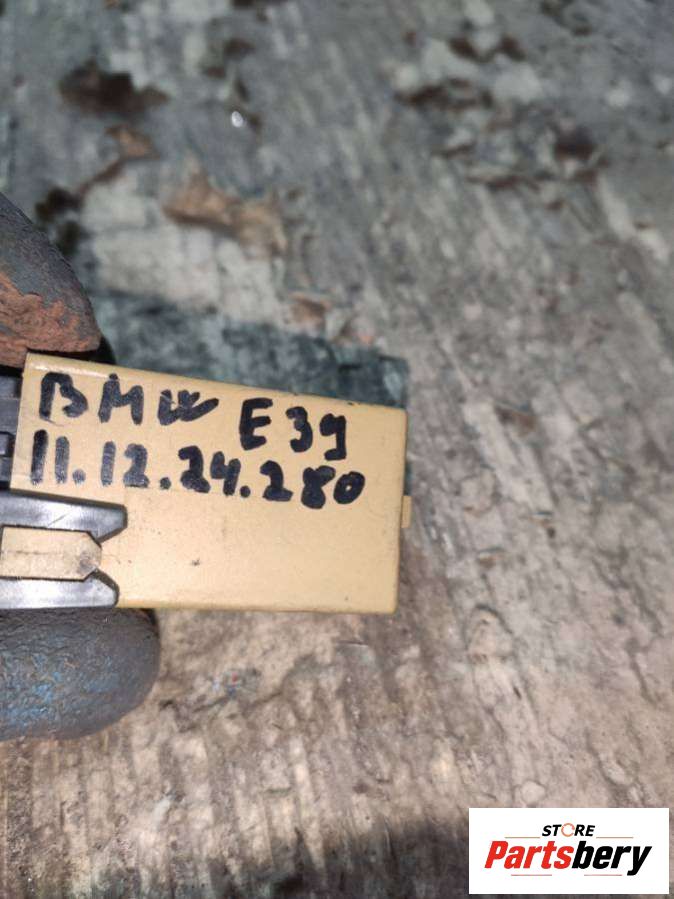 BMW E39
11.12.24.280
STORE
Partsbery